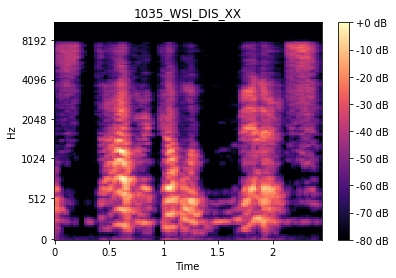 1035_WSI_DIS_XX
+0 dB
8192
-10 dB
4096
-20 dB
-30 dB
2048
Hz
-40 dB
1024
-50 dB
512
-60 dB
-70 dB
0
-80 dB
0
0.5
1
1.5
2
Time